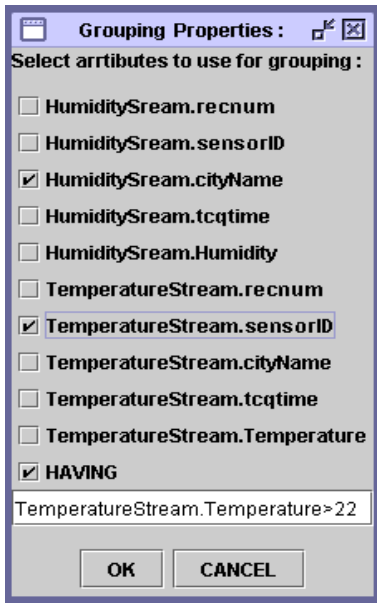 Grouping Properties :
Select arrtibutes to use for grouping :
HumiditySream.recnum
HumiditySream.sensorID
HumiditySream.cityName
HumiditySream.tcqtime
HumiditySream.Humidity
TemperatureStream.recnum
TemperatureStream.sensorID
TemperatureStream.cityName
TemperatureStream.tcqtime
TemperatureStream.Temperature
HAVING
TemperatureStream.Temperature>22
OK CANCEL